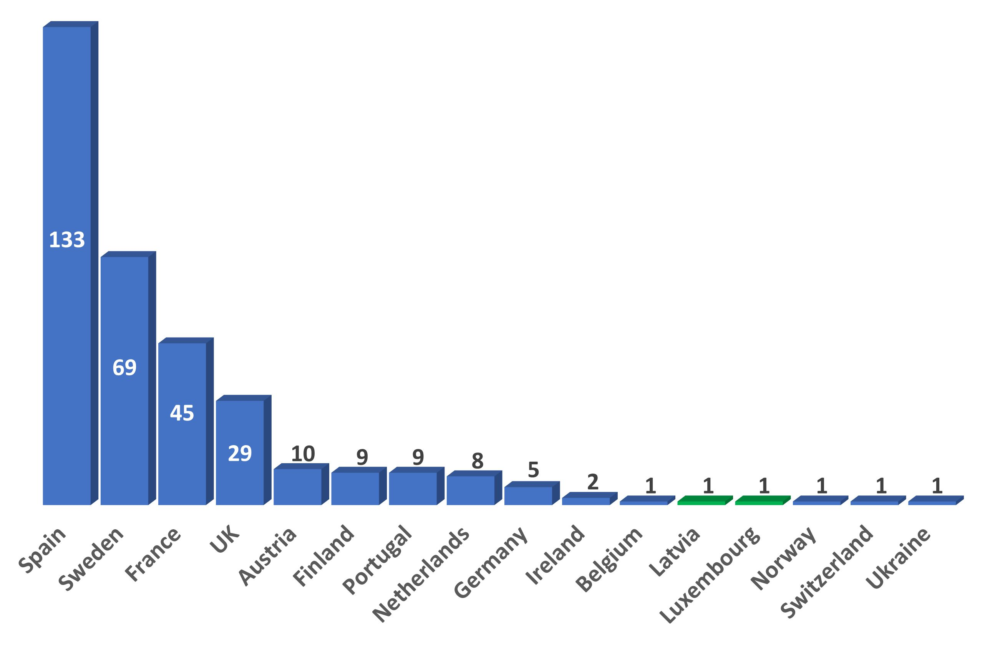 133
69
45
29
10
9
9
8
5
2
1
1
1
1
1
1
Spain
Sweden
France
UK
Austria
Finland
Portugal
Netherlands
Germany
Ireland
Belgium
Latvia
Luxembourg
Norway
Switzerland
Ukraine